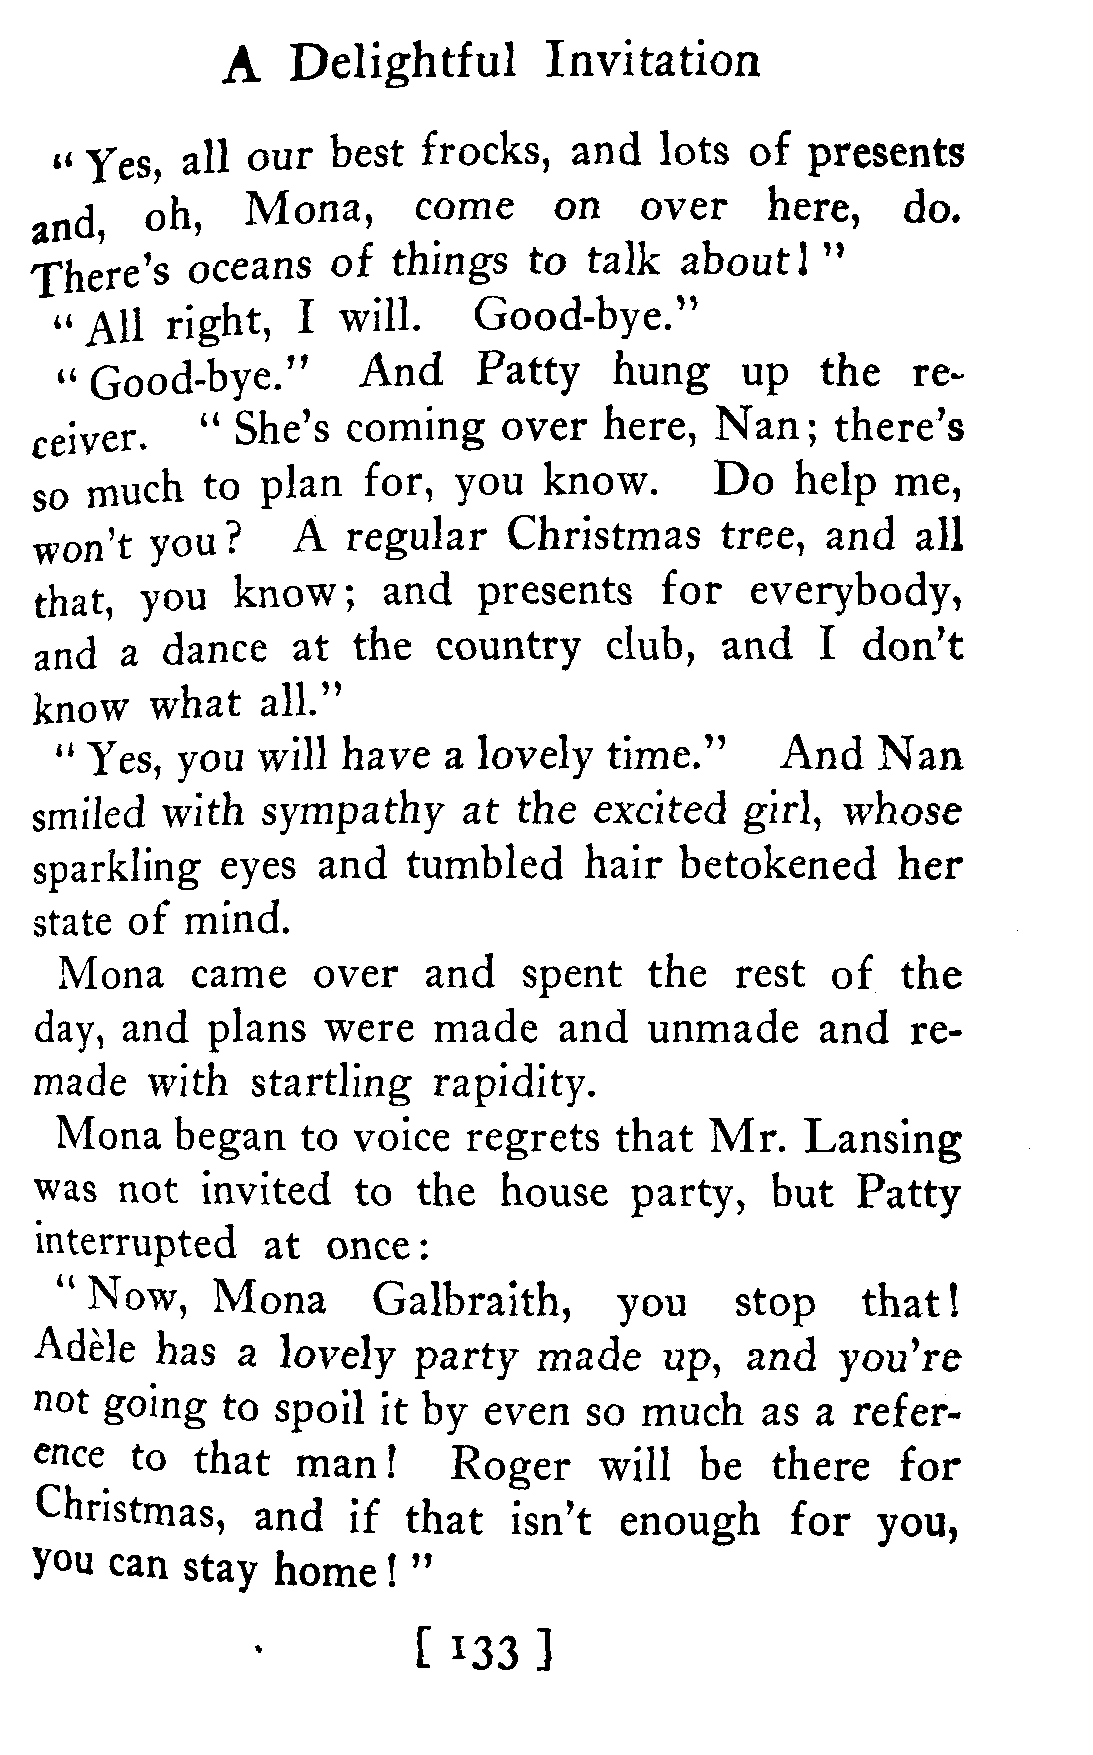 A Delightful Invitation
“ Yes, all our best frocks, and lots of presents
and, oh, Mona, come on over here, do.
There’s oceans of things to talk about! ”
“ All right, I will. Good-bye.”
“ Good-bye.” And Patty hung up the re-
ceiver. “ She’s coming over here, Nan; there’s
so much to plan for, you know. Do help me,
won’t you? A regular Christmas tree, and all
that, you know; and presents for everybody,
and a dance at the country club, and I don’t
know what all.”
“ Yes, you will have a lovely time.” And Nan
smiled with sympathy at the excited girl, whose
sparkling eyes and tumbled hair betokened her
state of mind.
Mona came over and spent the rest of the
day, and plans were made and unmade and re-
made with startling rapidity.
Mona began to voice regrets that Mr. Lansing
was not invited to the house party, but Patty
interrupted at once:
“ Now, Mona Galbraith, you stop that!
Adèle has a lovely party made up, and you’re
not going to spoil it by even so much as a refer-
ence to that man! Roger will be there for
Christmas, and if that isn’t enough for you,
you can stay home! ”
[ 133 ]